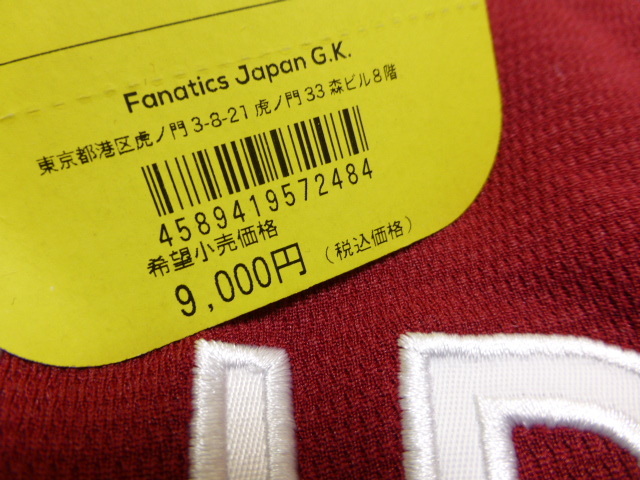 Fanatics Japan G.K.
東京都港区虎ノ門 3-8-21 虎ノ門 33 森ビル 8 階
4589419572484
希望小売価格
9,000円 （税込価格）